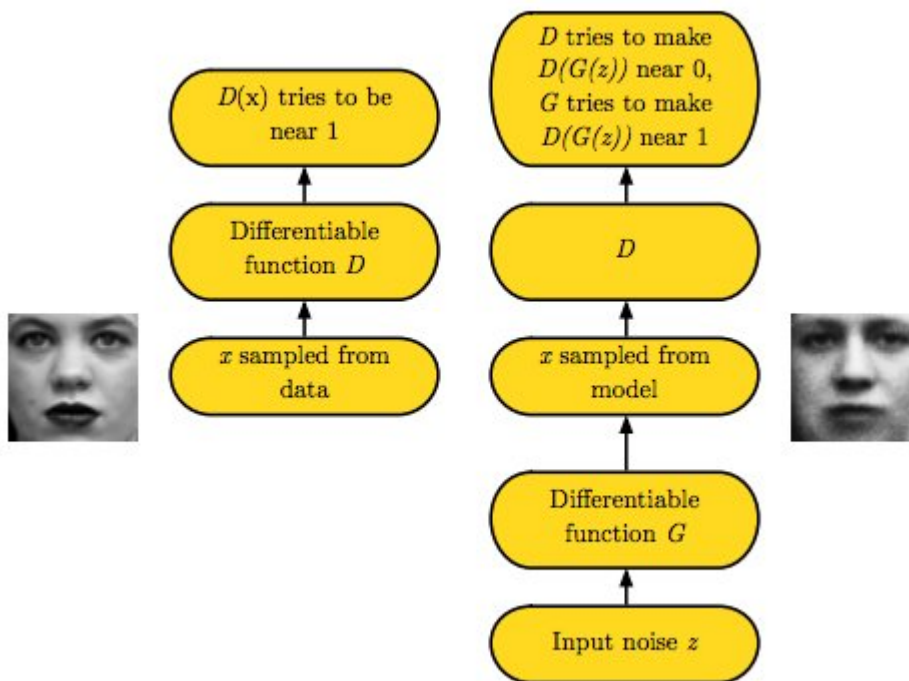 D(x) tries to be
near 1
Differentiable
function D
x sampled from
data
D tries to make
D(G(z)) near 0,
G tries to make
D(G(z)) near 1
D
x sampled from
model
Differentiable
function G
Input noise z